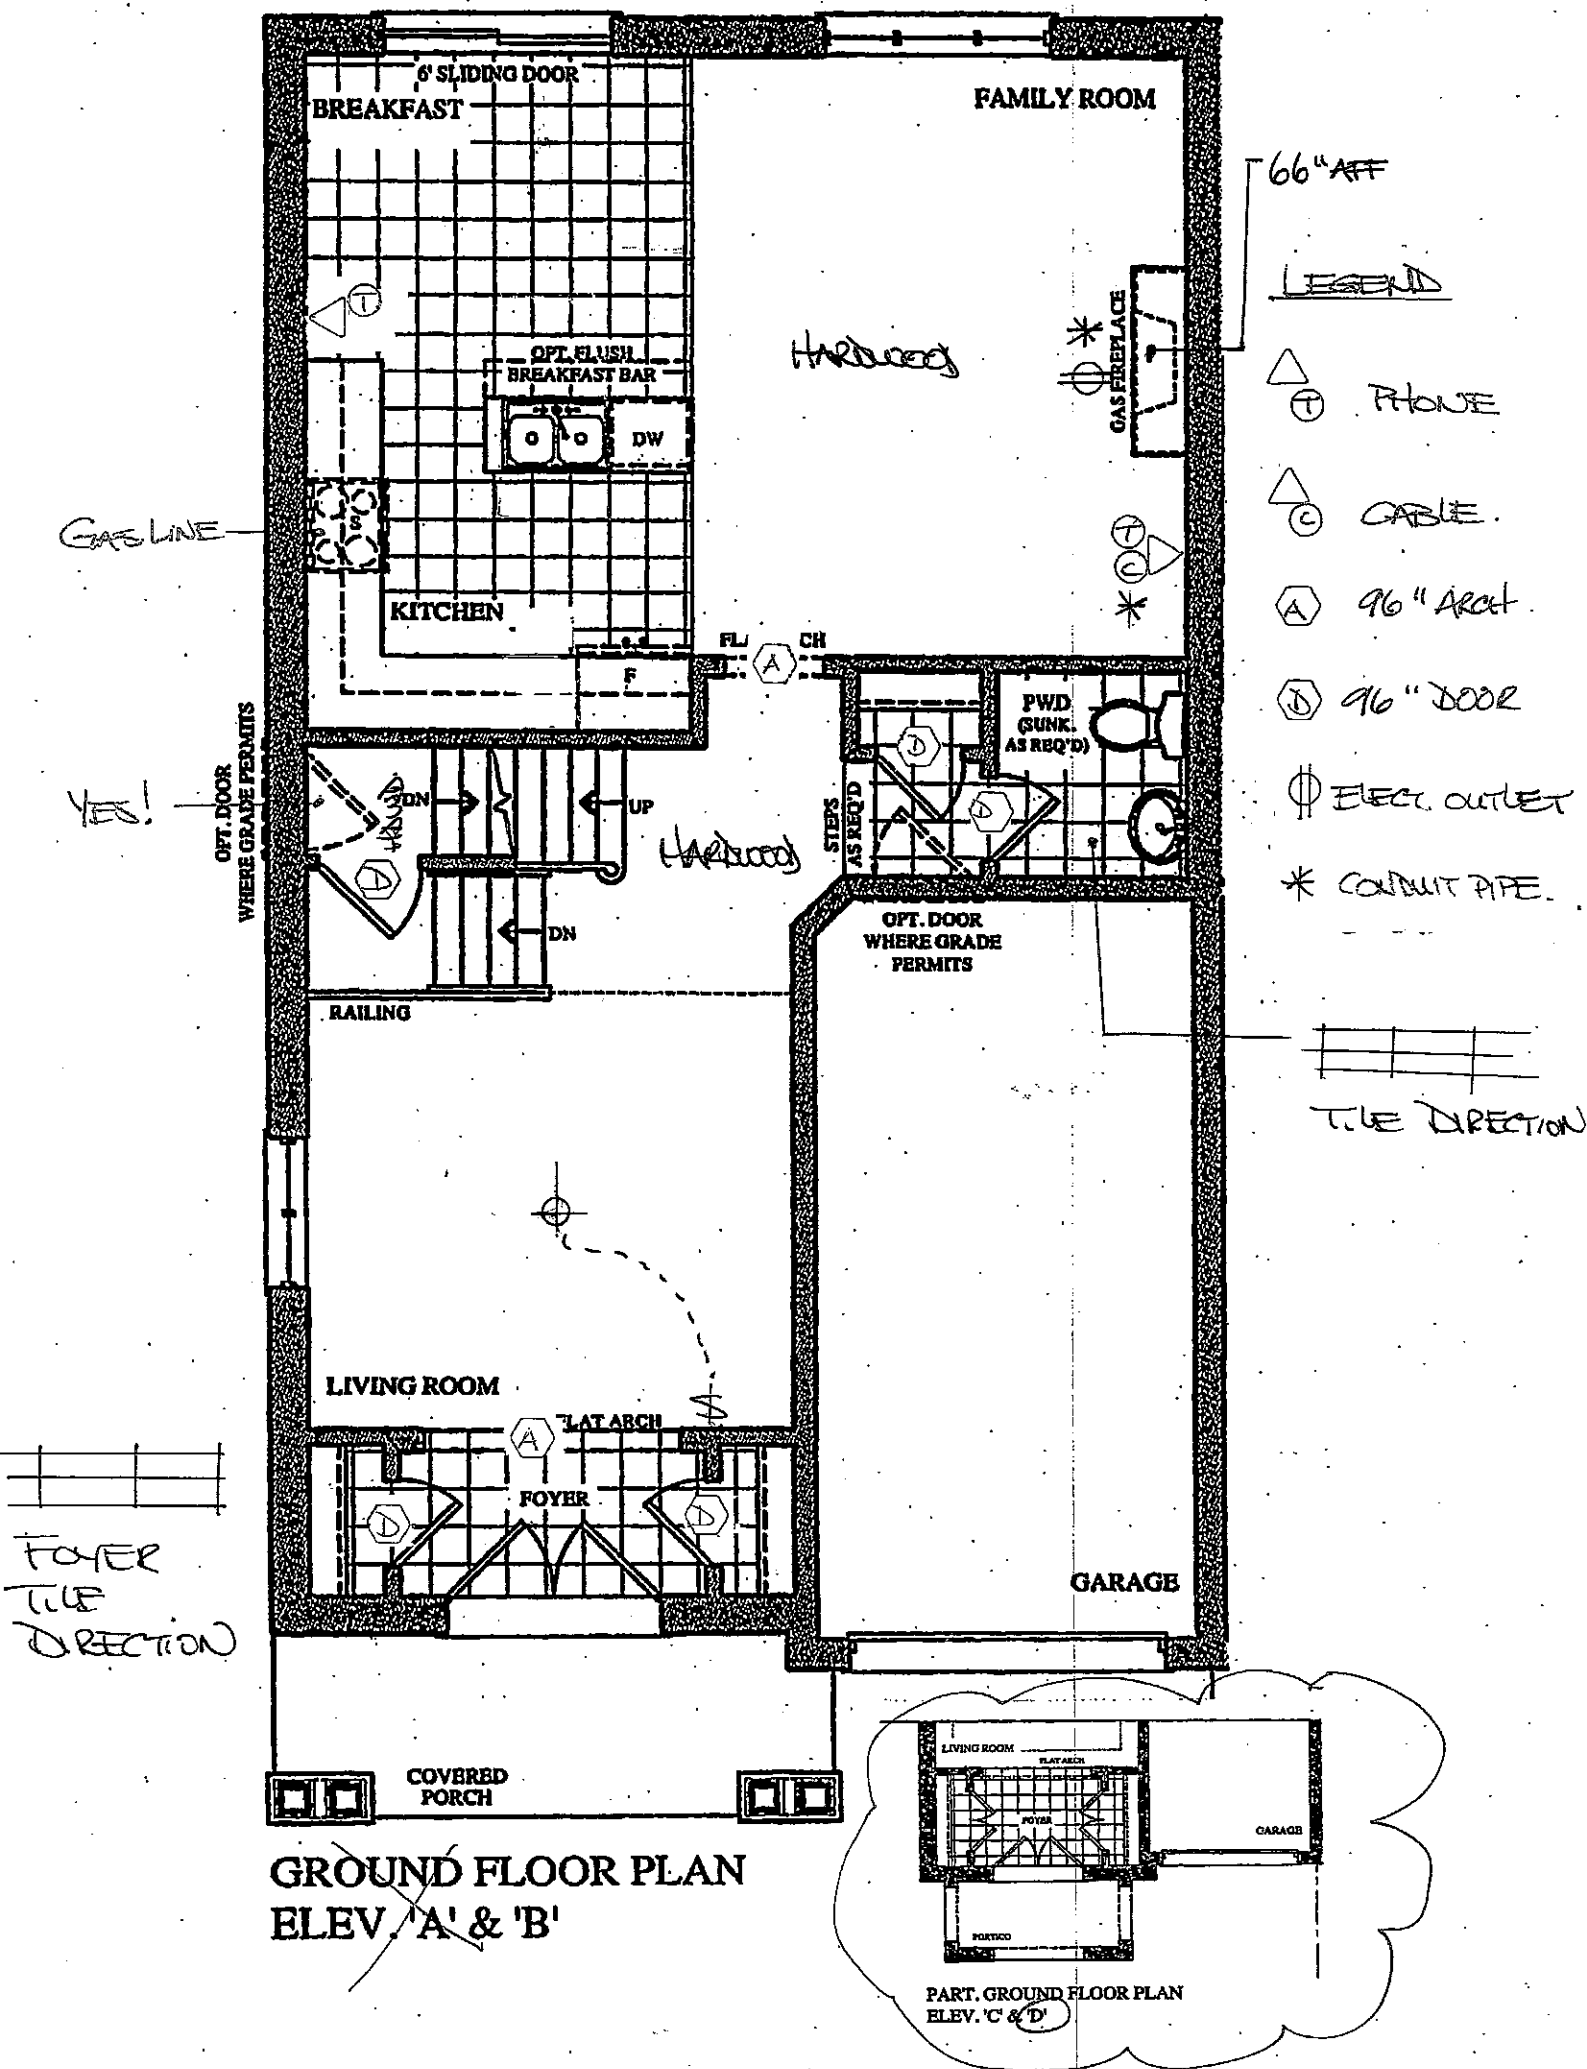 6' SLIDING DOOR
BREAKFAST
FAMILY ROOM
66" AFF
LEGEND
T
HARDWOOD
GAS FIREPLACE
OPT. FLUSH
BREAKFAST BAR
DW
T PHONE
C CABLE.
S
GAS LINE
T
C
KITCHEN
A 96" ARCH
FL CH
A
F
D 96" DOOR
PWD
(SUNK.
AS REQ'D)
D
OPT. DOOR
WHERE GRADE PERMITS
YES!
DN
UP
HARDWOOD
STEPS
AS REQ'D
D
ELECT. OUTLET
D
CONDUIT PIPE.
OPT. DOOR
WHERE GRADE
PERMITS
DN
RAILING
TILE DIRECTION
LIVING ROOM
FLAT ARCH
A
FOYER
D
D
FOYER
TILE
DIRECTION
GARAGE
COVERED
PORCH
GROUND FLOOR PLAN
ELEV. 'A' & 'B'
LIVING ROOM
FLAT ARCH
FOYER
GARAGE
PORTICO
PART. GROUND FLOOR PLAN
ELEV. 'C' & 'D'